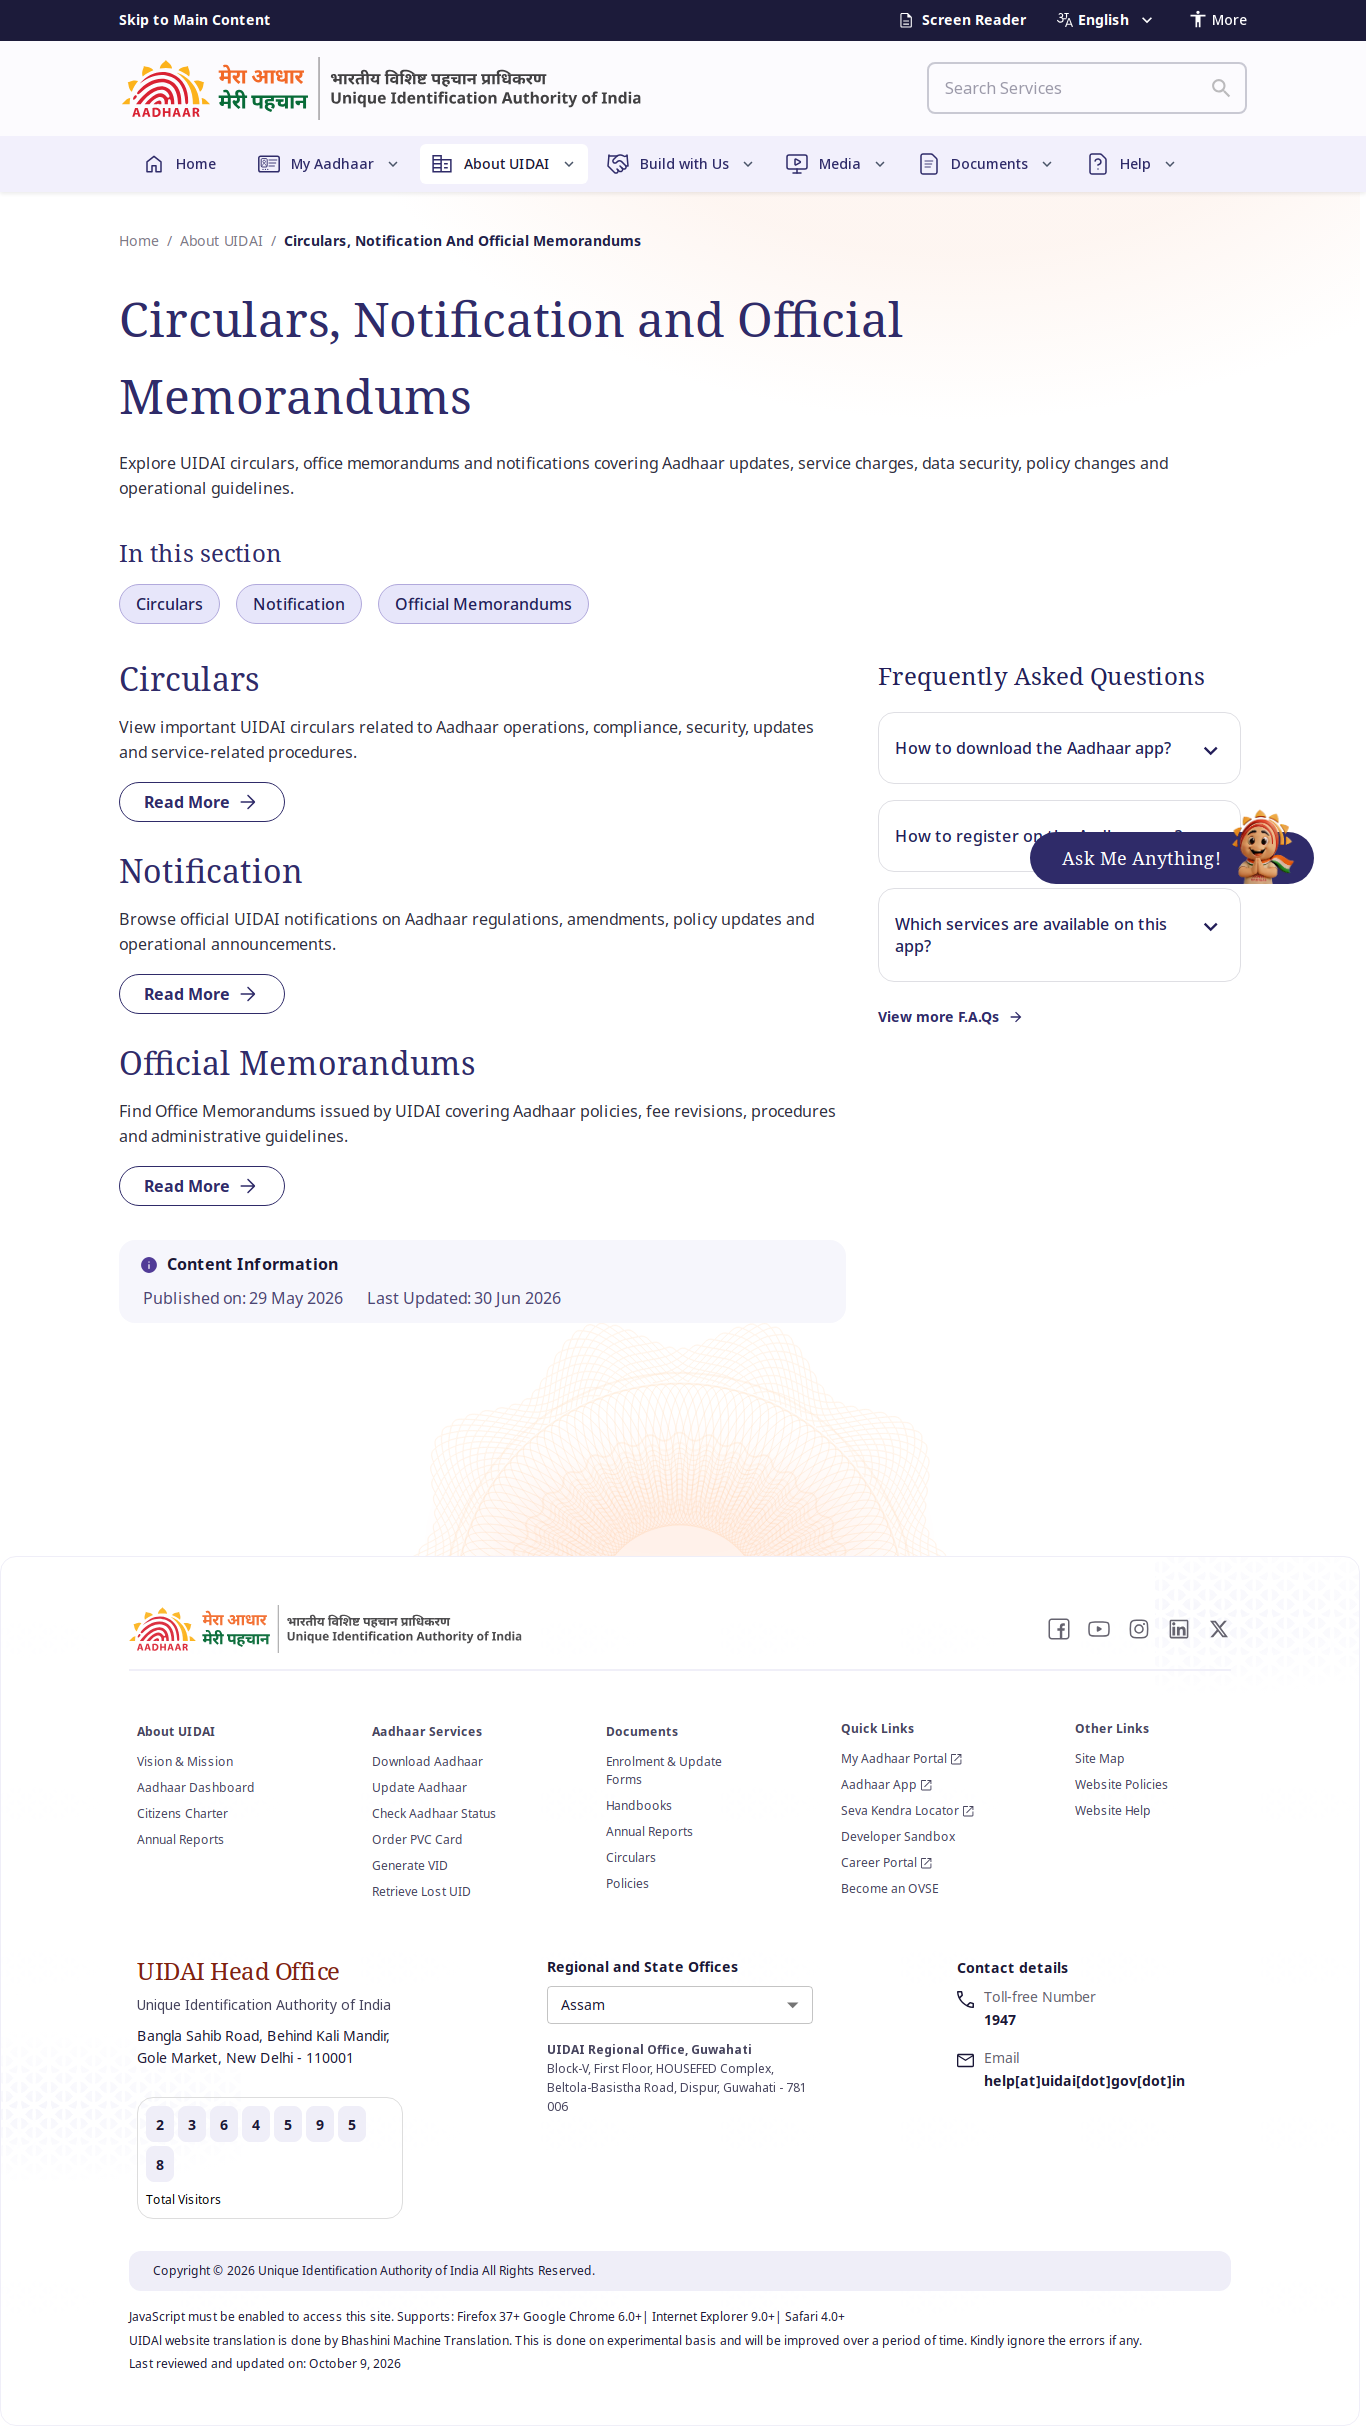 Skip to Main Content
Screen Reader
English
More
मेरा आधार
मेरी पहचान
AADHAAR
भारतीय विशिष्ट पहचान प्राधिकरण
Unique Identification Authority of India
Search Services
Home
My Aadhaar
About UIDAI
Build with Us
Media
Documents
Help
Home / About UIDAI / Circulars, Notification And Official Memorandums
Circulars, Notification and Official
Memorandums
Explore UIDAI circulars, office memorandums and notifications covering Aadhaar updates, service charges, data security, policy changes and
operational guidelines.
In this section
Circulars
Notification
Official Memorandums
Circulars
View important UIDAI circulars related to Aadhaar operations, compliance, security, updates
and service-related procedures.
Read More
Notification
Browse official UIDAI notifications on Aadhaar regulations, amendments, policy updates and
operational announcements.
Read More
Official Memorandums
Find Office Memorandums issued by UIDAI covering Aadhaar policies, fee revisions, procedures
and administrative guidelines.
Read More
Content Information
Published on: 29 May 2026
Last Updated: 30 Jun 2026
Frequently Asked Questions
How to download the Aadhaar app?
How to register on
Ask Me Anything!
Which services are available on this
app?
View more F.A.Qs
मेरा आधार
मेरी पहचान
AADHAAR
भारतीय विशिष्ट पहचान प्राधिकरण
Unique Identification Authority of India
About UIDAI
Vision & Mission
Aadhaar Dashboard
Citizens Charter
Annual Reports
Aadhaar Services
Download Aadhaar
Update Aadhaar
Check Aadhaar Status
Order PVC Card
Generate VID
Retrieve Lost UID
Documents
Enrolment & Update
Forms
Handbooks
Annual Reports
Circulars
Policies
Quick Links
My Aadhaar Portal
Aadhaar App
Seva Kendra Locator
Developer Sandbox
Career Portal
Become an OVSE
Other Links
Site Map
Website Policies
Website Help
UIDAI Head Office
Unique Identification Authority of India
Bangla Sahib Road, Behind Kali Mandir,
Gole Market, New Delhi - 110001
2 3 6 4 5 9 5
8
Total Visitors
Regional and State Offices
Assam
UIDAI Regional Office, Guwahati
Block-V, First Floor, HOUSEFED Complex,
Beltola-Basistha Road, Dispur, Guwahati - 781
006
Contact details
Toll-free Number
1947
Email
help[at]uidai[dot]gov[dot]in
Copyright © 2026 Unique Identification Authority of India All Rights Reserved.
JavaScript must be enabled to access this site. Supports: Firefox 37+ Google Chrome 6.0+| Internet Explorer 9.0+| Safari 4.0+
UIDAl website translation is done by Bhashini Machine Translation. This is done on experimental basis and will be improved over a period of time. Kindly ignore the errors if any.
Last reviewed and updated on: October 9, 2026